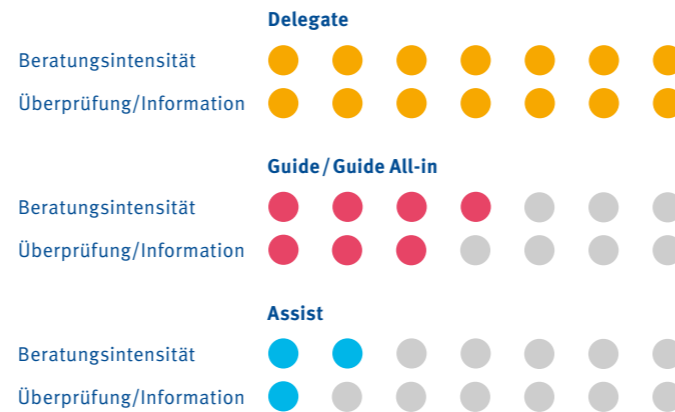 Delegate
Beratungsintensität
Überprüfung/Information
Guide/Guide All-in
Beratungsintensität
Überprüfung/Information
Assist
Beratungsintensität
Überprüfung/Information